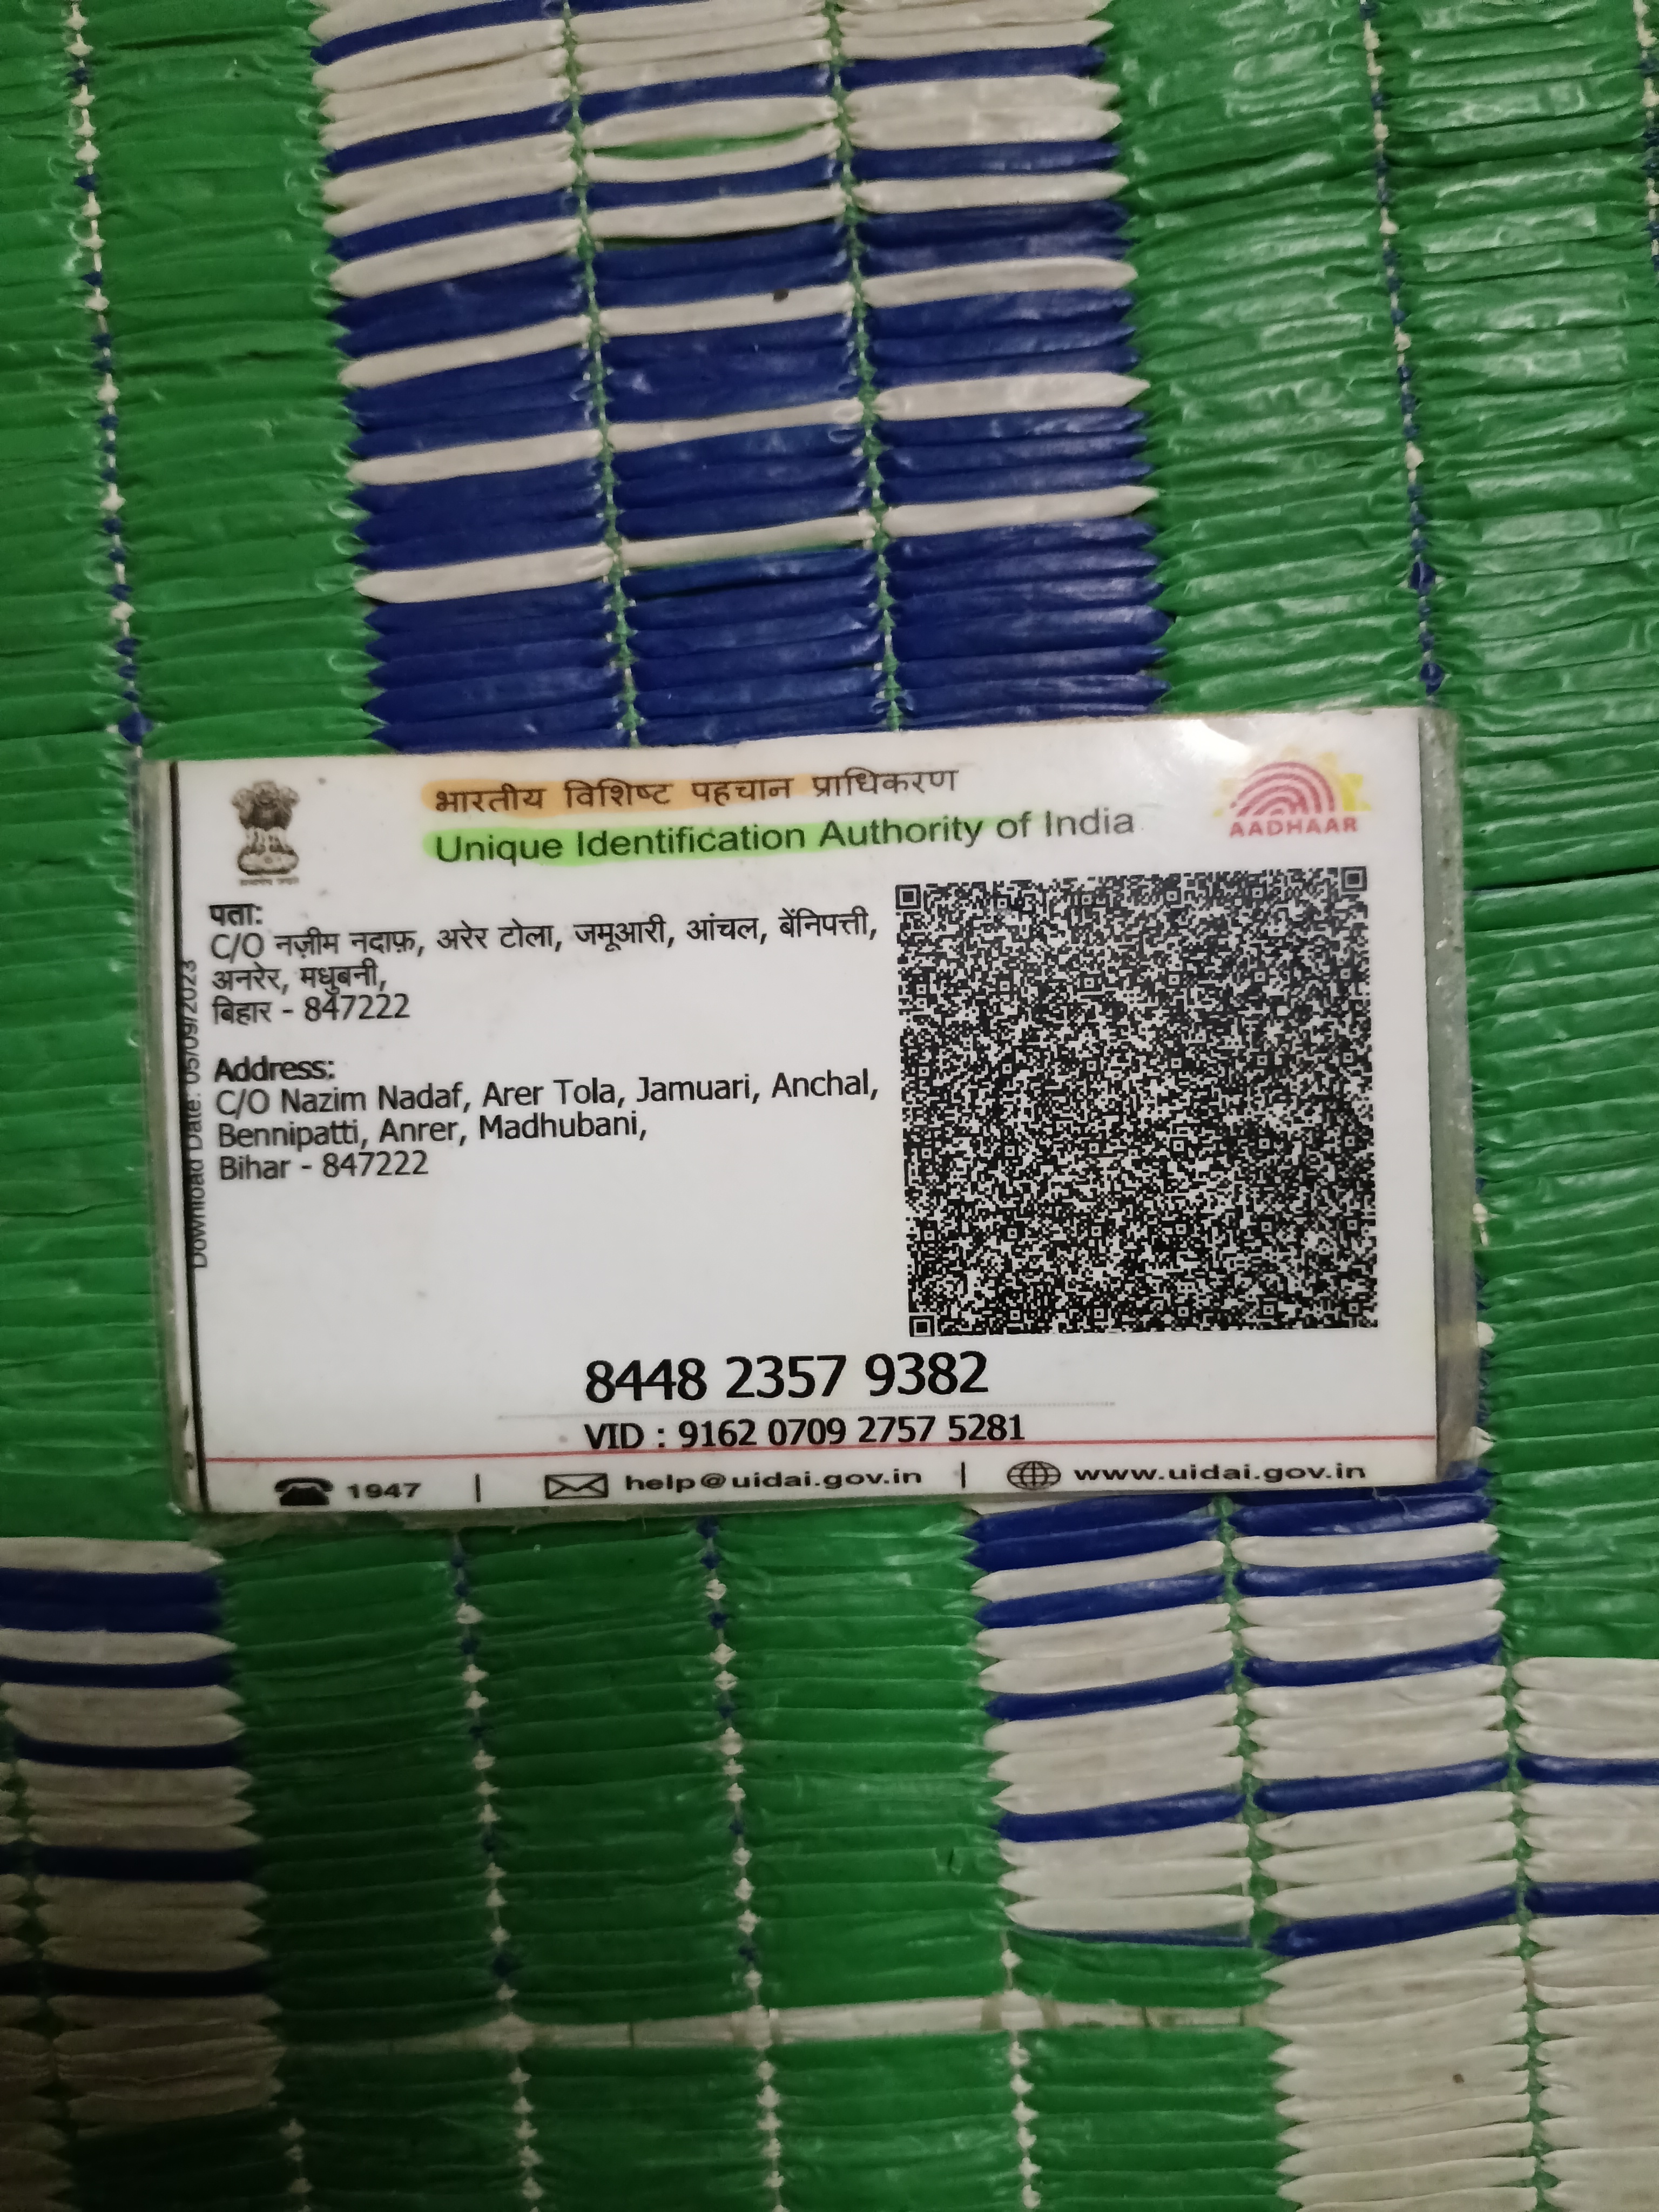 भारतीय विशिष्ट पहचान प्राधिकरण
Unique Identification Authority of India
AADHAAR
पता:
C/O नज़ीम नदाफ़, अरेर टोला, जमूआरी, आंचल, बेंनिपत्ती,
अनरेर, मधुबनी,
बिहार - 847222
Address:
C/O Nazim Nadaf, Arer Tola, Jamuari, Anchal,
Bennipatti, Anrer, Madhubani,
Bihar - 847222
Download Date: 05/09/2023
8448 2357 9382
VID : 9162 0709 2757 5281
1947 | help@uidai.gov.in | www.uidai.gov.in